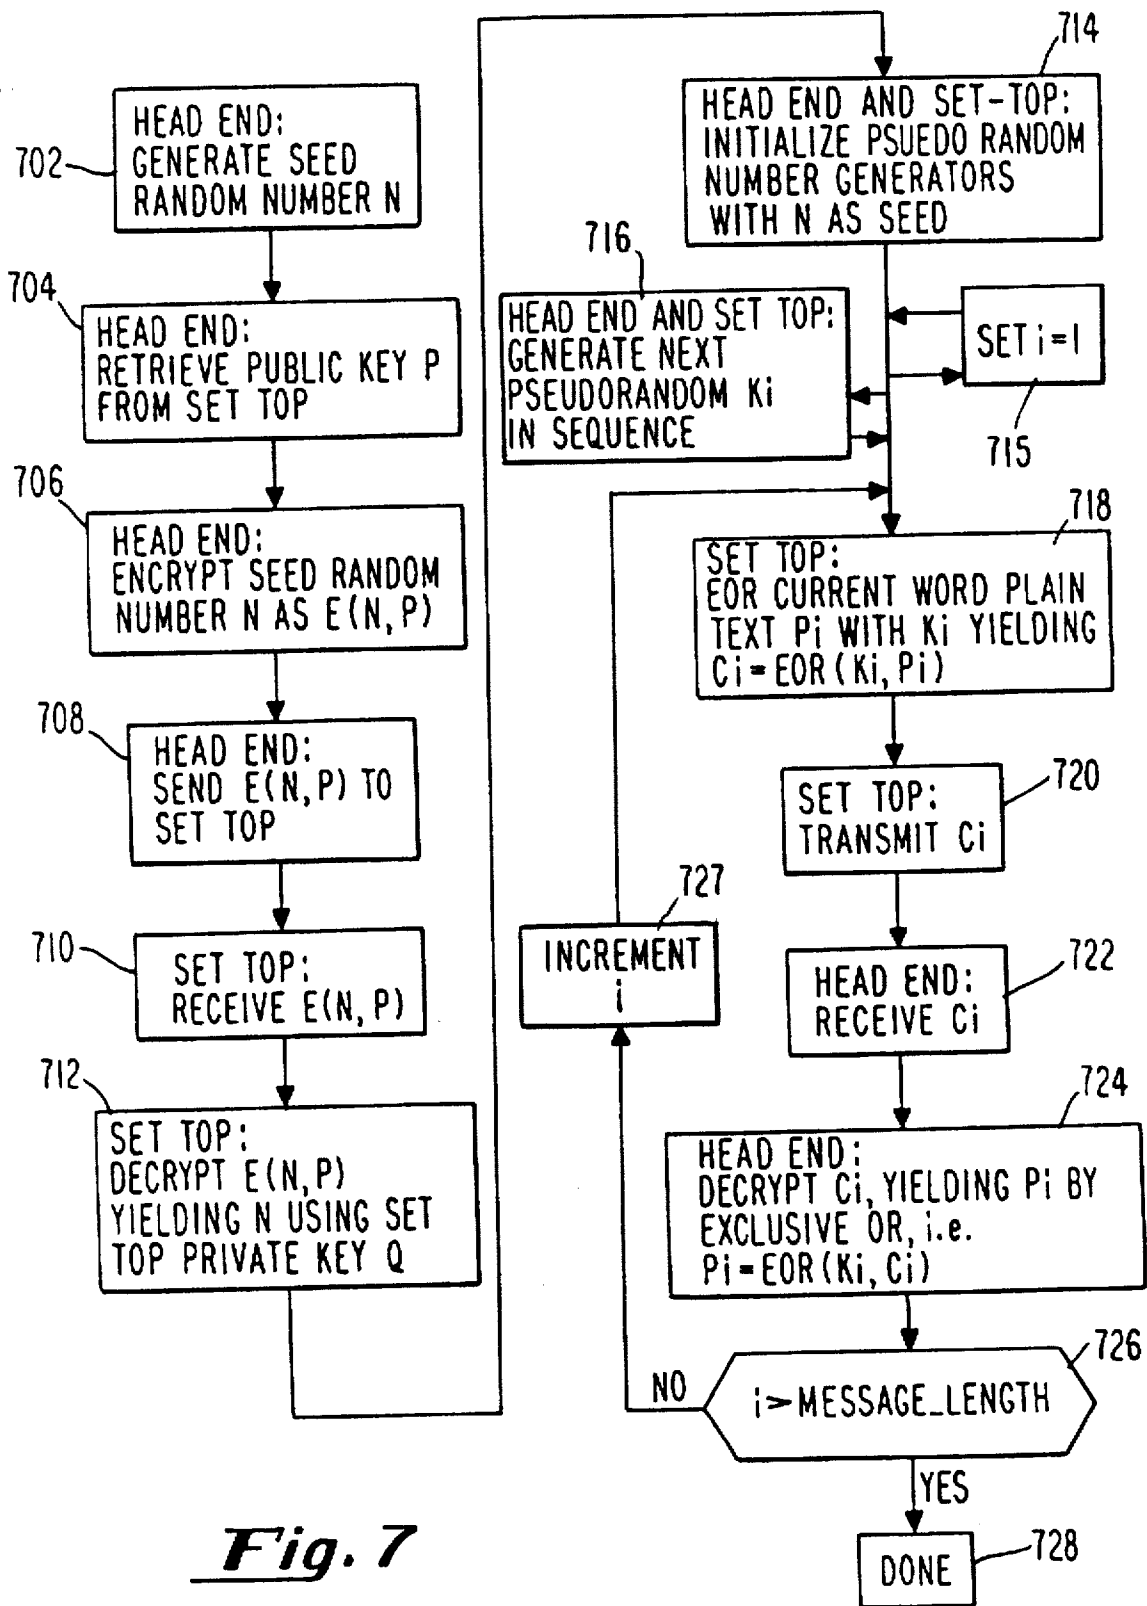 702
HEAD END:
GENERATE SEED
RANDOM NUMBER N
704
HEAD END:
RETRIEVE PUBLIC KEY P
FROM SET TOP
706
HEAD END:
ENCRYPT SEED RANDOM
NUMBER N AS E(N, P)
708
HEAD END:
SEND E(N, P) TO
SET TOP
710
SET TOP:
RECEIVE E(N, P)
712
SET TOP:
DECRYPT E(N, P)
YIELDING N USING SET
TOP PRIVATE KEY Q
714
HEAD END AND SET-TOP:
INITIALIZE PSUEDO RANDOM
NUMBER GENERATORS
WITH N AS SEED
SET i = 1
715
716
HEAD END AND SET TOP:
GENERATE NEXT
PSEUDORANDOM Ki
IN SEQUENCE
718
SET TOP:
EOR CURRENT WORD PLAIN
TEXT Pi WITH Ki YIELDING
Ci = EOR (Ki, Pi)
720
SET TOP:
TRANSMIT Ci
722
HEAD END:
RECEIVE Ci
724
HEAD END:
DECRYPT Ci, YIELDING Pi BY
EXCLUSIVE OR, i.e.
Pi = EOR (Ki, Ci)
726
i > MESSAGE_LENGTH
NO
727
INCREMENT
i
YES
728
DONE
Fig. 7